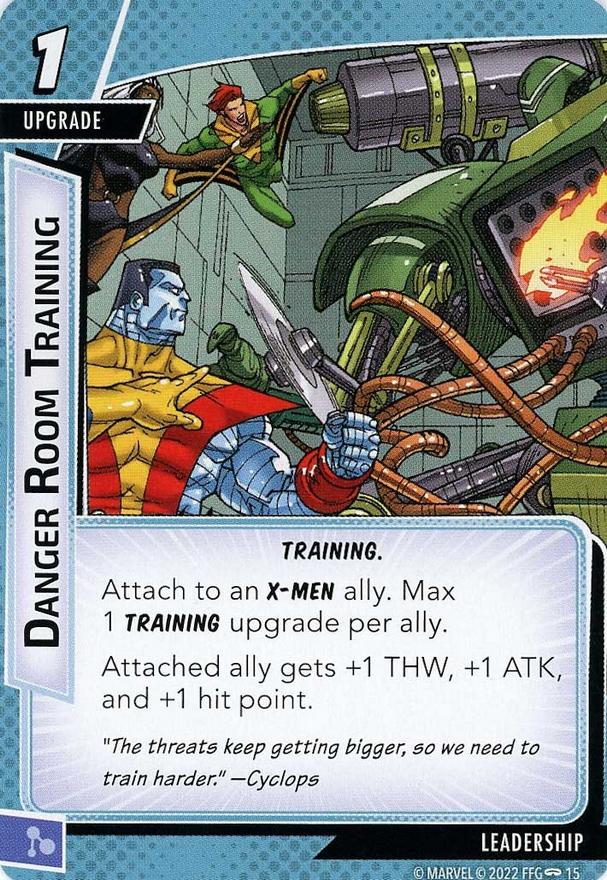 1
UPGRADE
DANGER ROOM TRAINING
TRAINING.
Attach to an X-MEN ally. Max
1 TRAINING upgrade per ally.
Attached ally gets +1 THW, +1 ATK,
and +1 hit point.
"The threats keep getting bigger, so we need to
train harder." —Cyclops
LEADERSHIP
© MARVEL © 2022 FFG 15